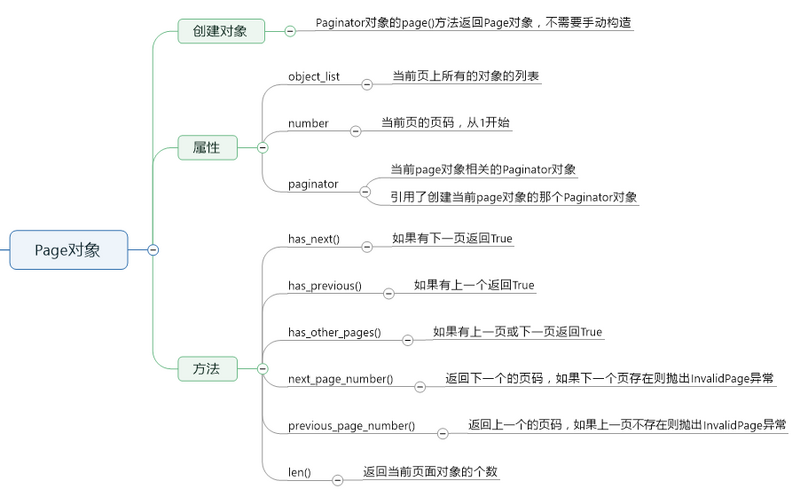 Page对象
创建对象
Paginator对象的page()方法返回Page对象，不需要手动构造
属性
object_list
当前页上所有的对象的列表
number
当前页的页码，从1开始
paginator
当前page对象相关的Paginator对象
引用了创建当前page对象的那个Paginator对象
方法
has_next()
如果有下一页返回True
has_previous()
如果有上一个返回True
has_other_pages()
如果有上一页或下一页返回True
next_page_number()
返回下一个的页码，如果下一个页存在则抛出InvalidPage异常
previous_page_number()
返回上一个的页码，如果上一页不存在则抛出InvalidPage异常
len()
返回当前页面对象的个数